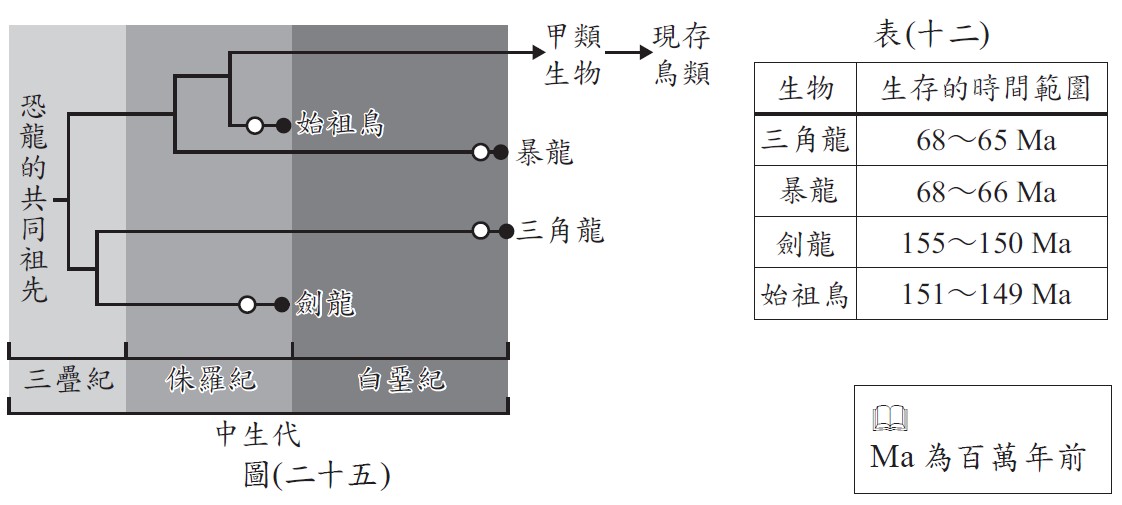 恐龍的共同祖先
甲類
生物
現存
鳥類
始祖鳥
暴龍
三角龍
劍龍
三疊紀
侏羅紀
白堊紀
中生代
圖(二十五)
表(十二)
生物 生存的時間範圍
三角龍 68～65 Ma
暴龍 68～66 Ma
劍龍 155～150 Ma
始祖鳥 151～149 Ma
Ma 為百萬年前